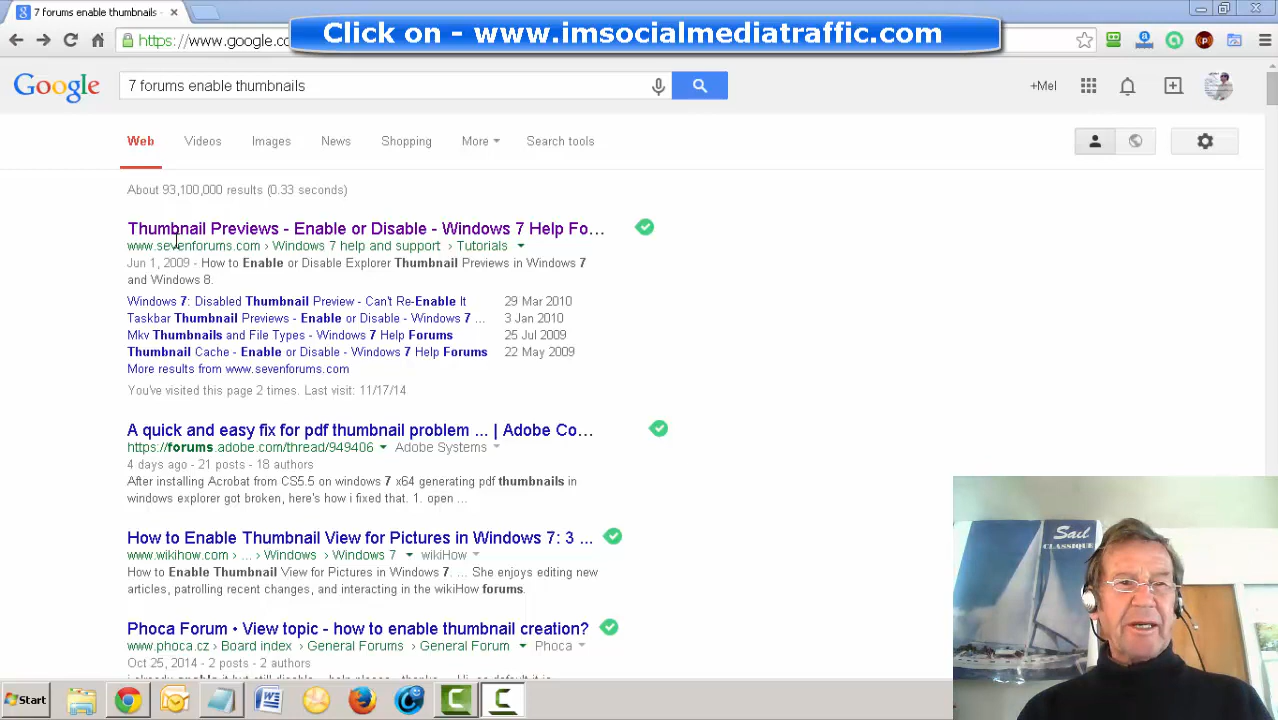 7 forums enable thumbnails -
Click on - www.imsocialmediatraffic.com
https://www.google.co
Google
7 forums enable thumbnails
+Mel
Web Videos Images News Shopping More Search tools
About 93,100,000 results (0.33 seconds)
Thumbnail Previews - Enable or Disable - Windows 7 Help Fo...
www.sevenforums.com › Windows 7 help and support › Tutorials
Jun 1, 2009 - How to Enable or Disable Explorer Thumbnail Previews in Windows 7
and Windows 8.
Windows 7: Disabled Thumbnail Preview - Can't Re-Enable It 29 Mar 2010
Taskbar Thumbnail Previews - Enable or Disable - Windows 7 ... 3 Jan 2010
Mkv Thumbnails and File Types - Windows 7 Help Forums 25 Jul 2009
Thumbnail Cache - Enable or Disable - Windows 7 Help Forums 22 May 2009
More results from www.sevenforums.com
You've visited this page 2 times. Last visit: 11/17/14
A quick and easy fix for pdf thumbnail problem ... | Adobe Co...
https://forums.adobe.com/thread/949406 Adobe Systems
4 days ago - 21 posts - 18 authors
After installing Acrobat from CS5.5 on windows 7 x64 generating pdf thumbnails in
windows explorer got broken, here's how i fixed that. 1. open ...
How to Enable Thumbnail View for Pictures in Windows 7: 3 ...
www.wikihow.com › ... › Windows › Windows 7 wikiHow
How to Enable Thumbnail View for Pictures in Windows 7. ... She enjoys editing new
articles, patrolling recent changes, and interacting in the wikiHow forums.
Phoca Forum • View topic - how to enable thumbnail creation?
www.phoca.cz › Board index › General Forums › General Forum Phoca
Oct 25, 2014 - 2 posts - 2 authors
Sail
CLASSIQUE
Start